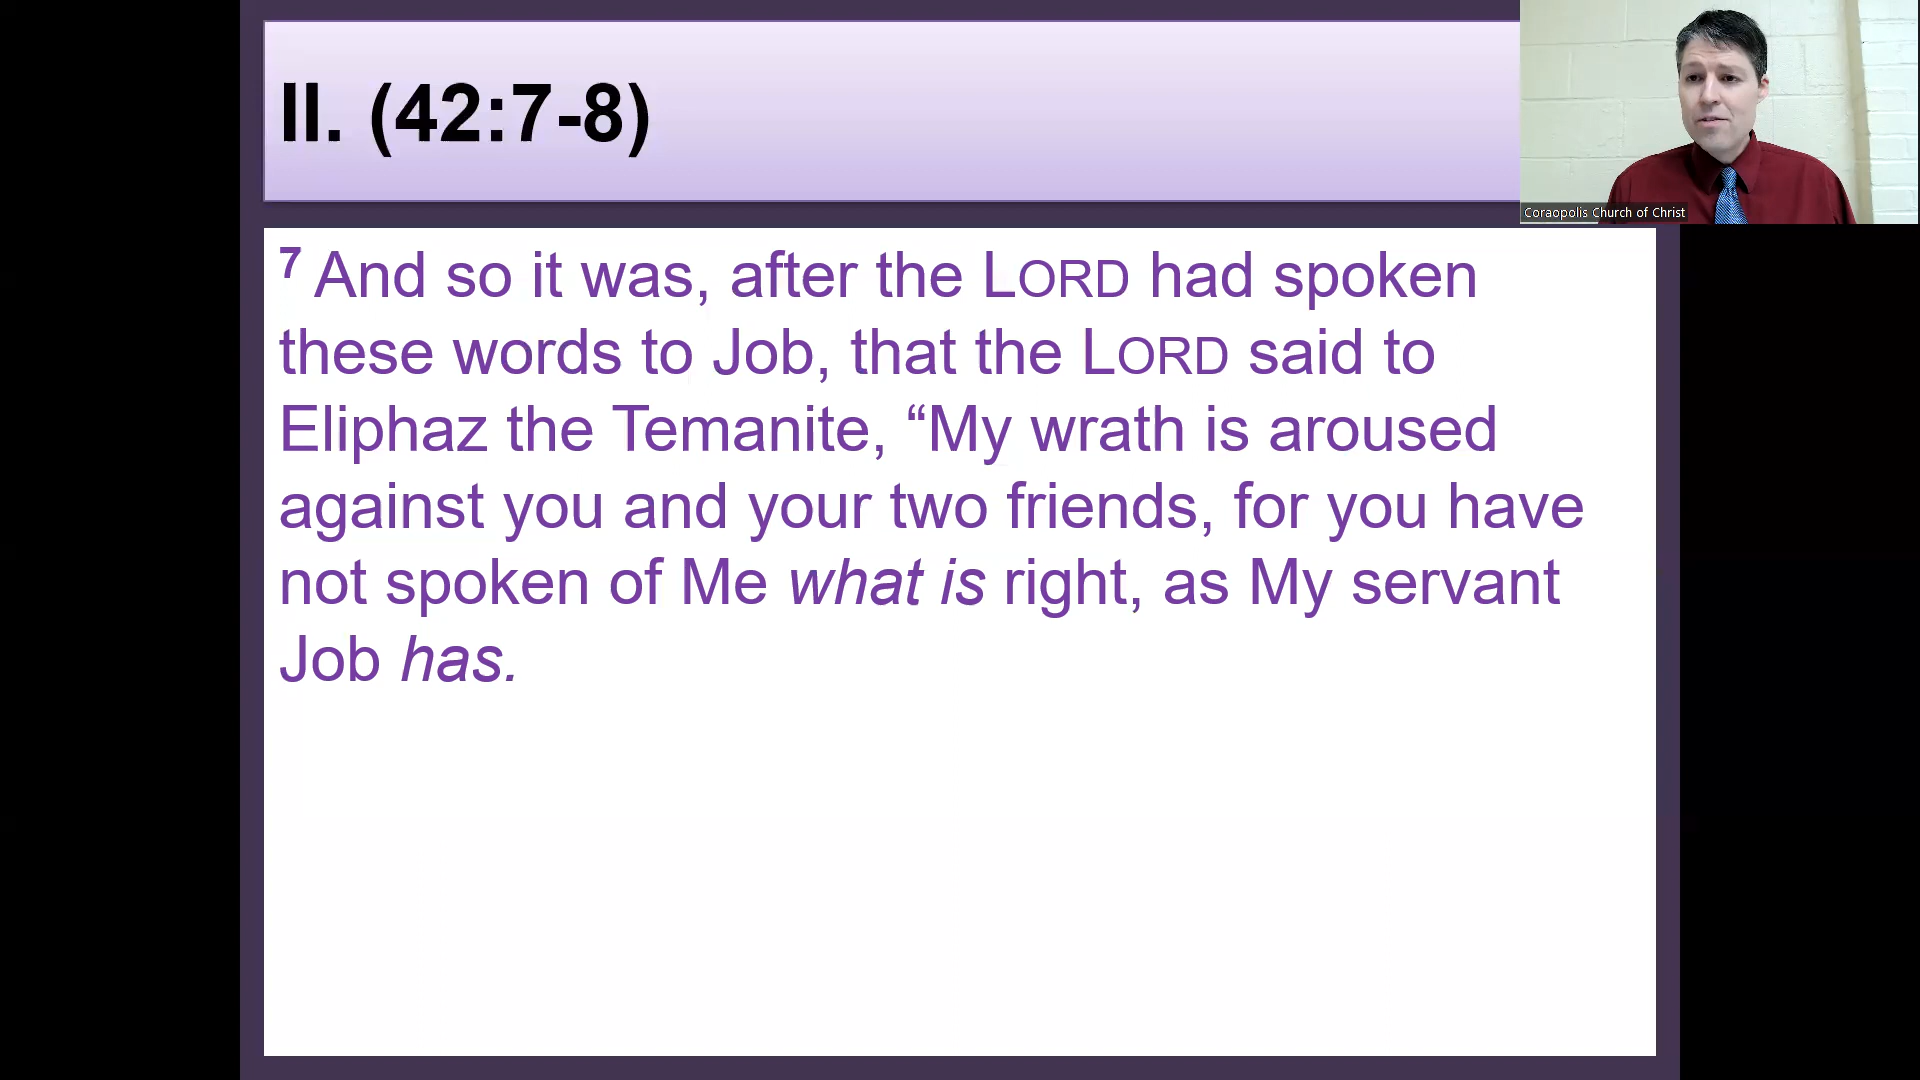 II. (42:7-8)
Coraopolis Church of Christ
7 And so it was, after the LORD had spoken
these words to Job, that the LORD said to
Eliphaz the Temanite, “My wrath is aroused
against you and your two friends, for you have
not spoken of Me what is right, as My servant
Job has.